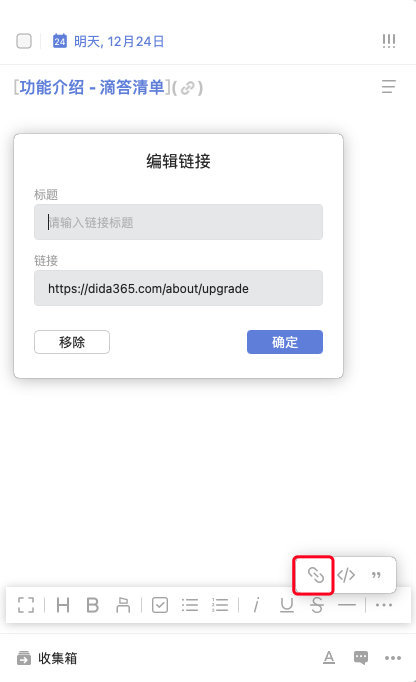 24 明天, 12月24日
[功能介绍 - 滴答清单]( )
编辑链接
标题
请输入链接标题
链接
https://dida365.com/about/upgrade
移除 确定
</> ”
H B i U S
收集箱 A